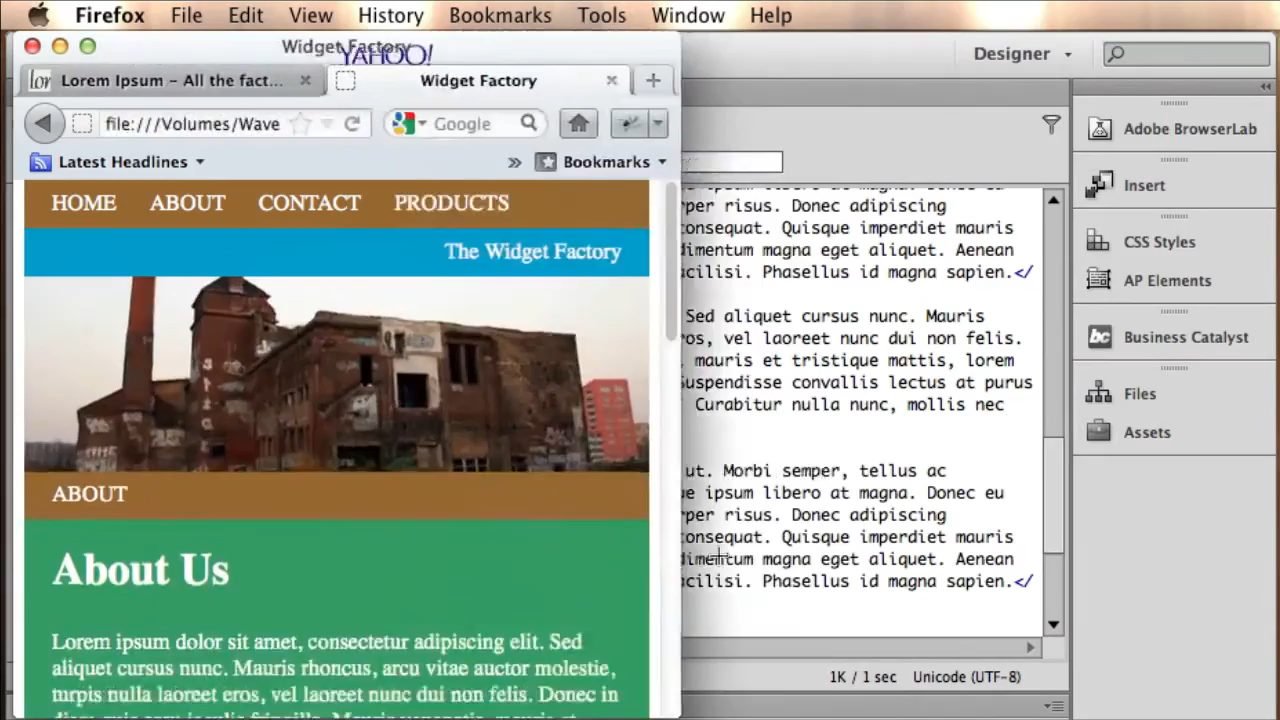 Firefox File Edit View History Bookmarks Tools Window Help
Widget Factory
YAHOO!
Designer
lor Lorem Ipsum - All the fact...
Widget Factory
file:///Volumes/Wave
Google
Latest Headlines
Bookmarks
HOME ABOUT CONTACT PRODUCTS
The Widget Factory
ABOUT
About Us
Lorem ipsum dolor sit amet, consectetur adipiscing elit. Sed
aliquet cursus nunc. Mauris rhoncus, arcu vitae auctor molestie,
turpis nulla laoreet eros, vel laoreet nunc dui non felis. Donec in
rper risus. Donec adipiscing
consequat. Quisque imperdiet mauris
dimentum magna eget aliquet. Aenean
acilisi. Phasellus id magna sapien.</
Sed aliquet cursus nunc. Mauris
ros, vel laoreet nunc dui non felis.
mauris et tristique mattis, lorem
Suspendisse convallis lectus at purus
Curabitur nulla nunc, mollis nec
ut. Morbi semper, tellus ac
ue ipsum libero at magna. Donec eu
rper risus. Donec adipiscing
consequat. Quisque imperdiet mauris
dimentum magna eget aliquet. Aenean
acilisi. Phasellus id magna sapien.</
1K / 1 sec Unicode (UTF-8)
Adobe BrowserLab
Insert
CSS Styles
AP Elements
bc Business Catalyst
Files
Assets